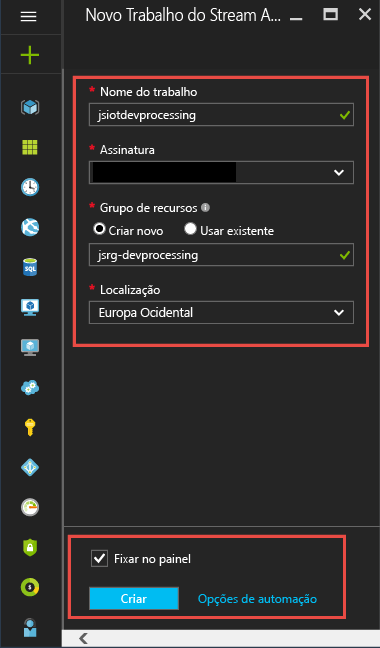 Novo Trabalho do Stream A...
* Nome do trabalho
jsiotdevprocessing
* Assinatura
* Grupo de recursos
Criar novo Usar existente
jsrg-devprocessing
* Localização
Europa Ocidental
Fixar no painel
Criar Opções de automação
SQL